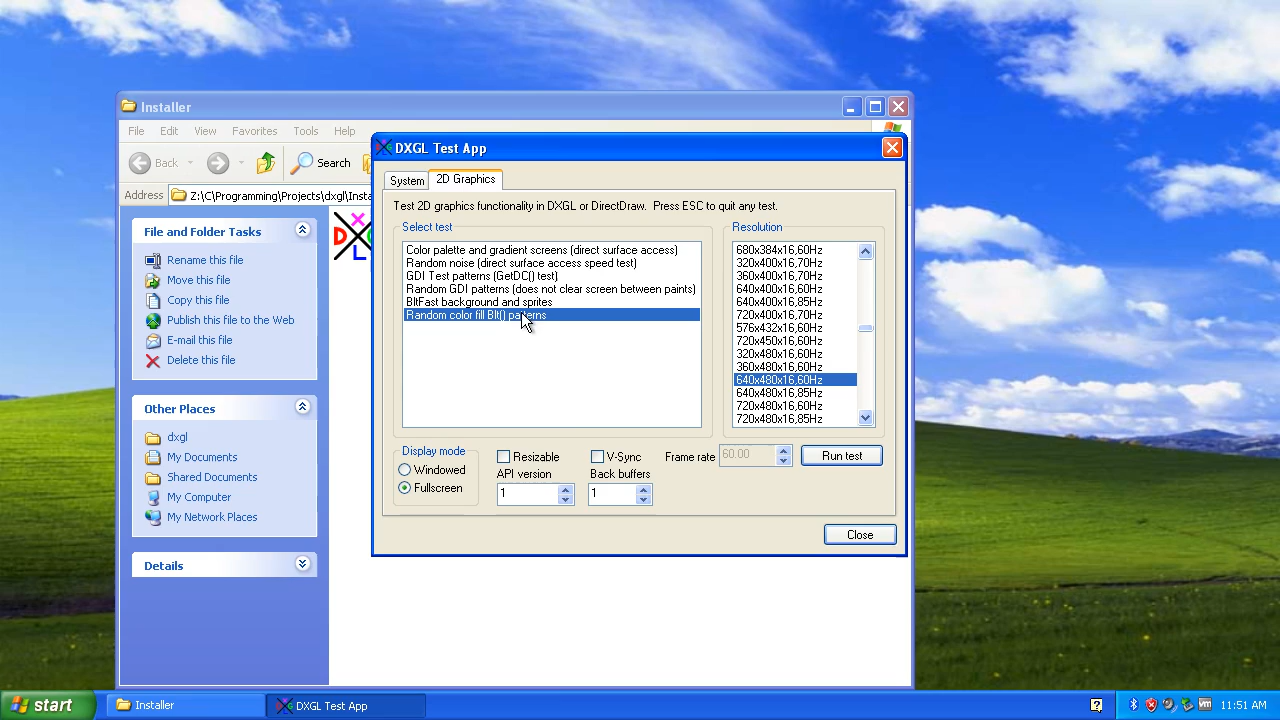 Installer
File Edit View Favorites Tools Help
Back Search
Address Z:\C\Programming\Projects\dxgl\Insta
File and Folder Tasks
Rename this file
Move this file
Copy this file
Publish this file to the Web
E-mail this file
Delete this file
Other Places
dxgl
My Documents
Shared Documents
My Computer
My Network Places
Details
X
D G
L
DXGL Test App
System 2D Graphics
Test 2D graphics functionality in DXGL or DirectDraw. Press ESC to quit any test.
Select test
Color palette and gradient screens (direct surface access)
Random noise (direct surface access speed test)
GDI Test patterns (GetDC() test)
Random GDI patterns (does not clear screen between paints)
BltFast background and sprites
Random color fill Blt() patterns
Resolution
680x384x16,60Hz
320x400x16,70Hz
360x400x16,70Hz
640x400x16,60Hz
640x400x16,85Hz
720x400x16,70Hz
576x432x16,60Hz
720x450x16,60Hz
320x480x16,60Hz
360x480x16,60Hz
640x480x16,60Hz
640x480x16,85Hz
720x480x16,60Hz
720x480x16,85Hz
Display mode
Windowed
Fullscreen
Resizable
API version
1
V-Sync
Back buffers
1
Frame rate 60.00
Run test
Close
start Installer DXGL Test App ? vm 11:51 AM